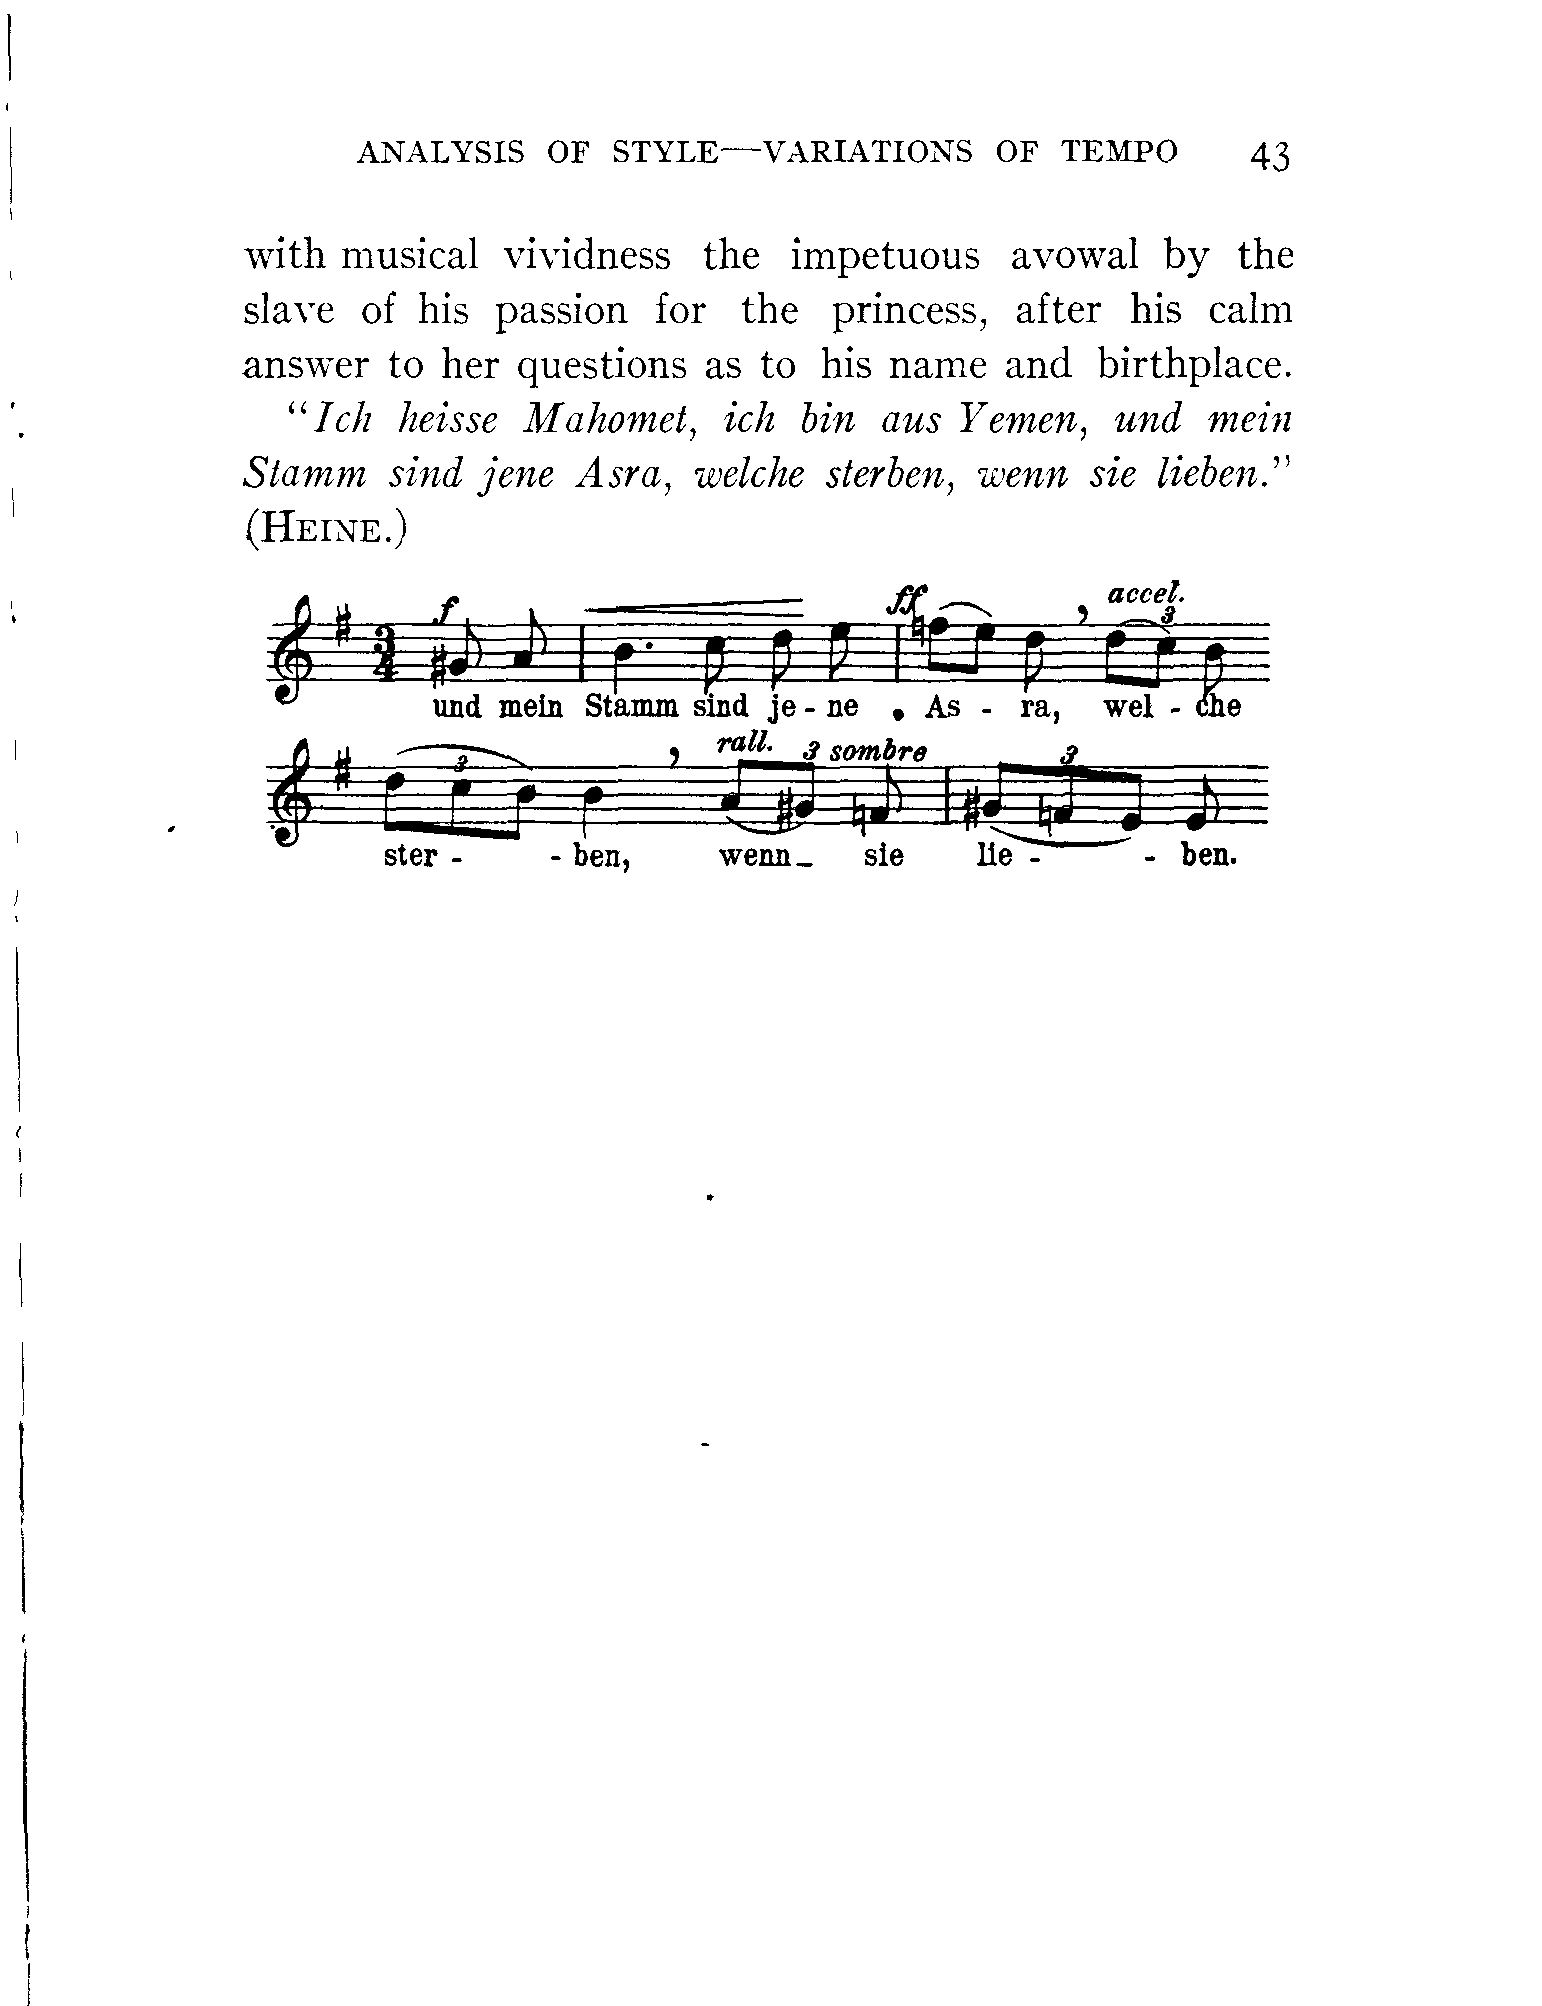 ANALYSIS OF STYLE—VARIATIONS OF TEMPO 43
with musical vividness the impetuous avowal by the
slave of his passion for the princess, after his calm
answer to her questions as to his name and birthplace.
"Ich heisse Mahomet, ich bin aus Yemen, und mein
Stamm sind jene Asra, welche sterben, wenn sie lieben."
(HEINE.)
f ff accel.
3
3
4
und mein Stamm sind je - ne As - ra, wel - che
rall. 3 sombre 3
3
ster - - ben, wenn_ sie lie - - ben.